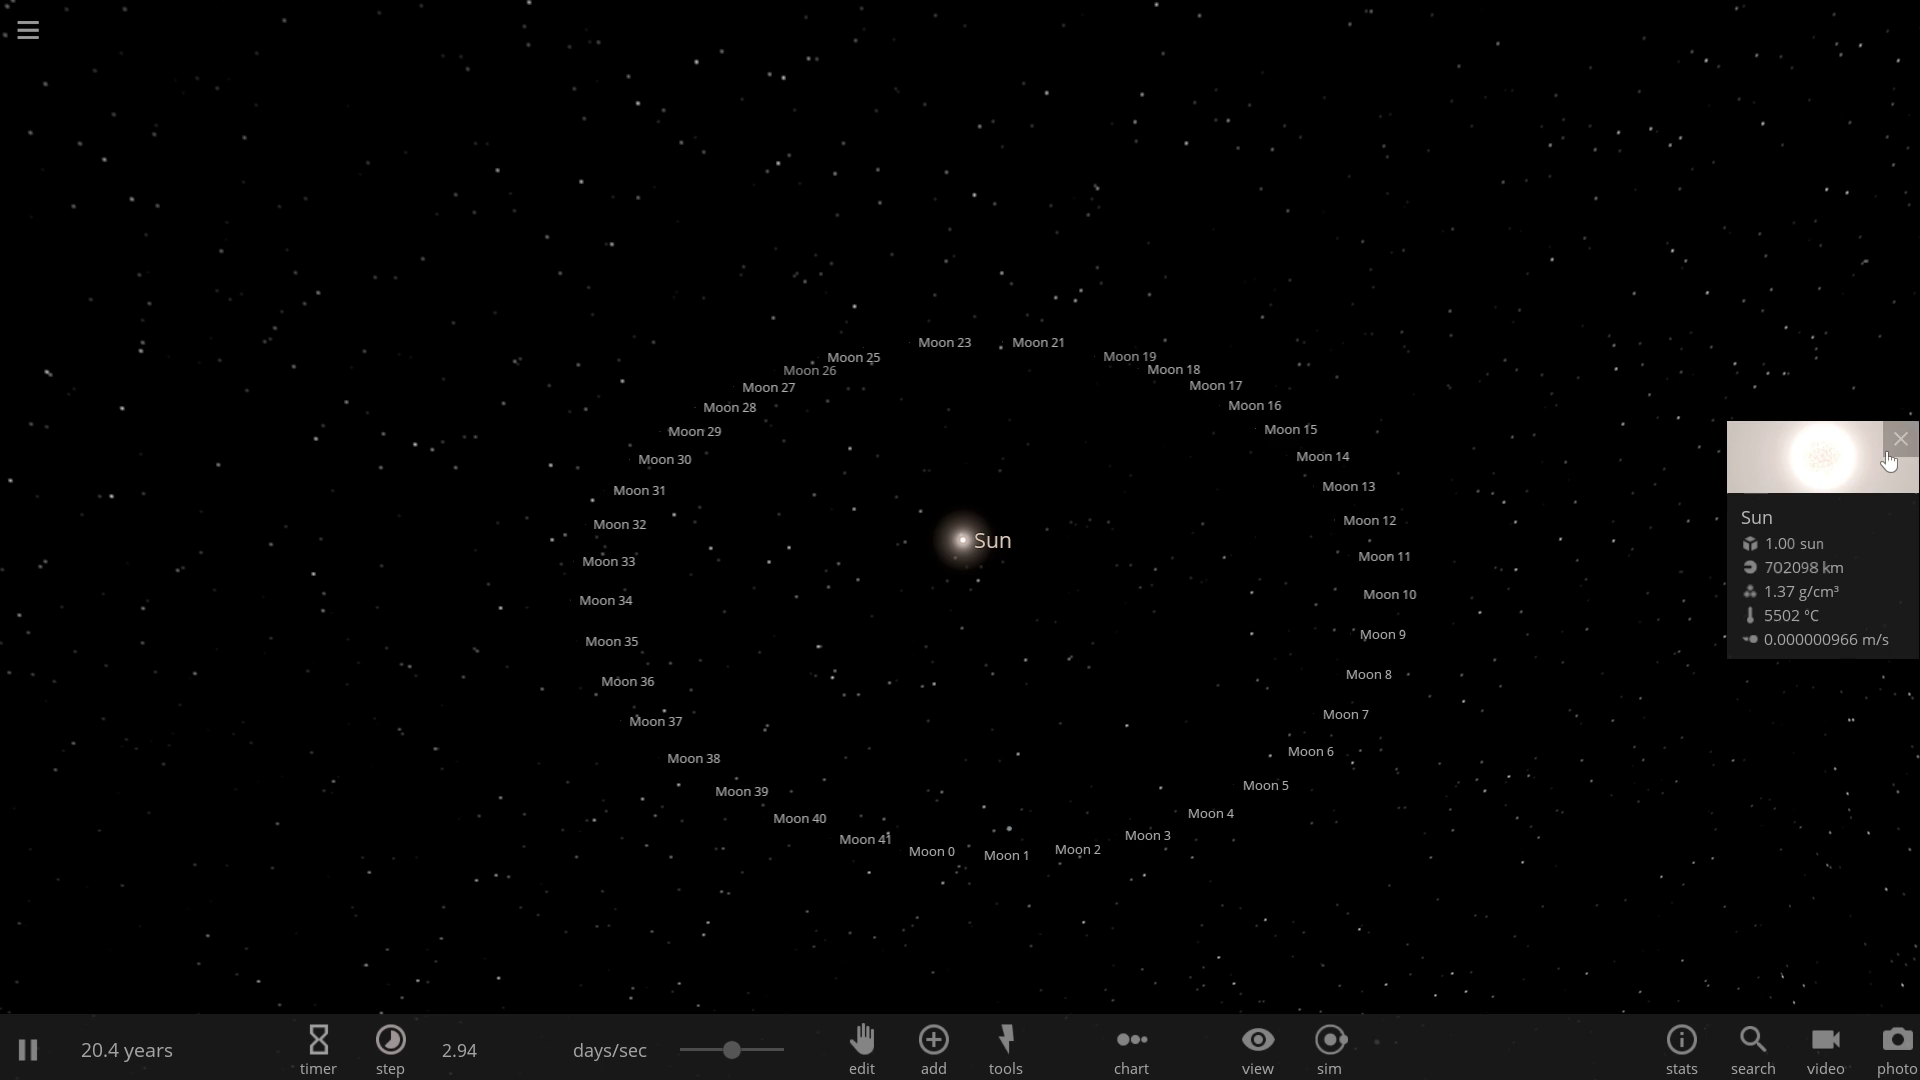 Moon 23
Moon 21
Moon 25
Moon 19
Moon 26
Moon 18
Moon 27
Moon 17
Moon 28
Moon 16
Moon 29
Moon 15
Moon 30
Moon 14
Moon 31
Moon 13
Moon 32
Moon 12
Moon 33
Moon 11
Moon 34
Moon 10
Moon 35
Moon 9
Moon 36
Moon 8
Moon 37
Moon 7
Moon 38
Moon 6
Moon 39
Moon 5
Moon 40
Moon 4
Moon 41
Moon 3
Moon 0
Moon 1
Moon 2
Sun
Sun
1.00 sun
702098 km
1.37 g/cm³
5502 °C
0.000000966 m/s
20.4 years
timer
step
2.94
days/sec
edit
add
tools
chart
view
sim
stats
search
video
photo